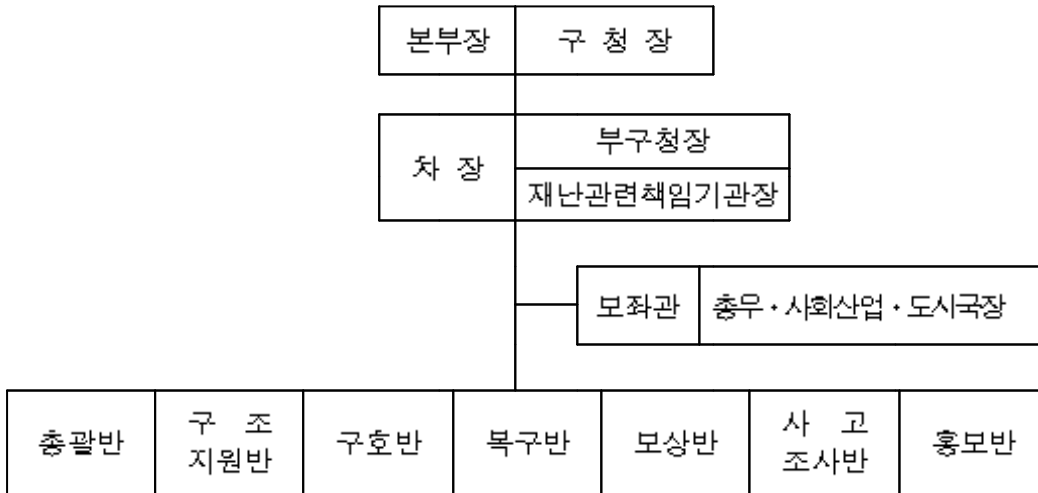 본부장 구 청 장
차 장
부구청장
재난관련책임기관장
보좌관 총무·사회산업·도시국장
총괄반
구 조
지원반
구호반
복구반
보상반
사 고
조사반
홍보반